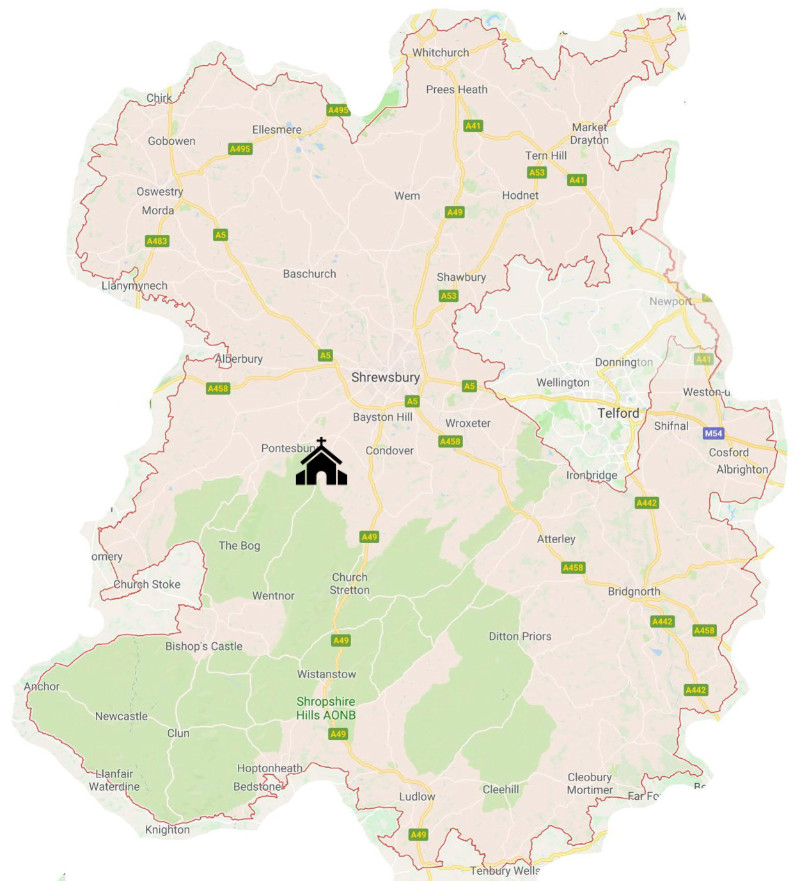 M
Whitchurch
Prees Heath
Chirk
A495
A41
Market
Drayton
Ellesmere
Gobowen
A495
Tern Hill
A53
A41
Oswestry
Wem
Hodnet
Morda
A49
A5
A483
Baschurch
Shawbury
Llanymynech
A53
Newport
Alberbury
A5
A41
Donnington
Shrewsbury
Wellington
A5
A458
Weston-u
A5
Telford
Bayston Hill
Wroxeter
Shifnal
M54
A458
Pontesbu
Condover
Cosford
Albrighton
Ironbridge
A442
A49
Atterley
The Bog
omery
A458
Church Stoke
Church
Stretton
Wentnor
Bridgnorth
A442
A458
Ditton Priors
A49
Bishop's Castle
Wistanstow
Anchor
A442
Shropshire
Hills AONB
Newcastle
Clun
A49
Hoptonheath
Llanfair
Waterdine
Bedstone
Cleobury
Mortimer
Cleehill
Ludlow
Far Fo
Be
Knighton
A49
Tenbury Wells